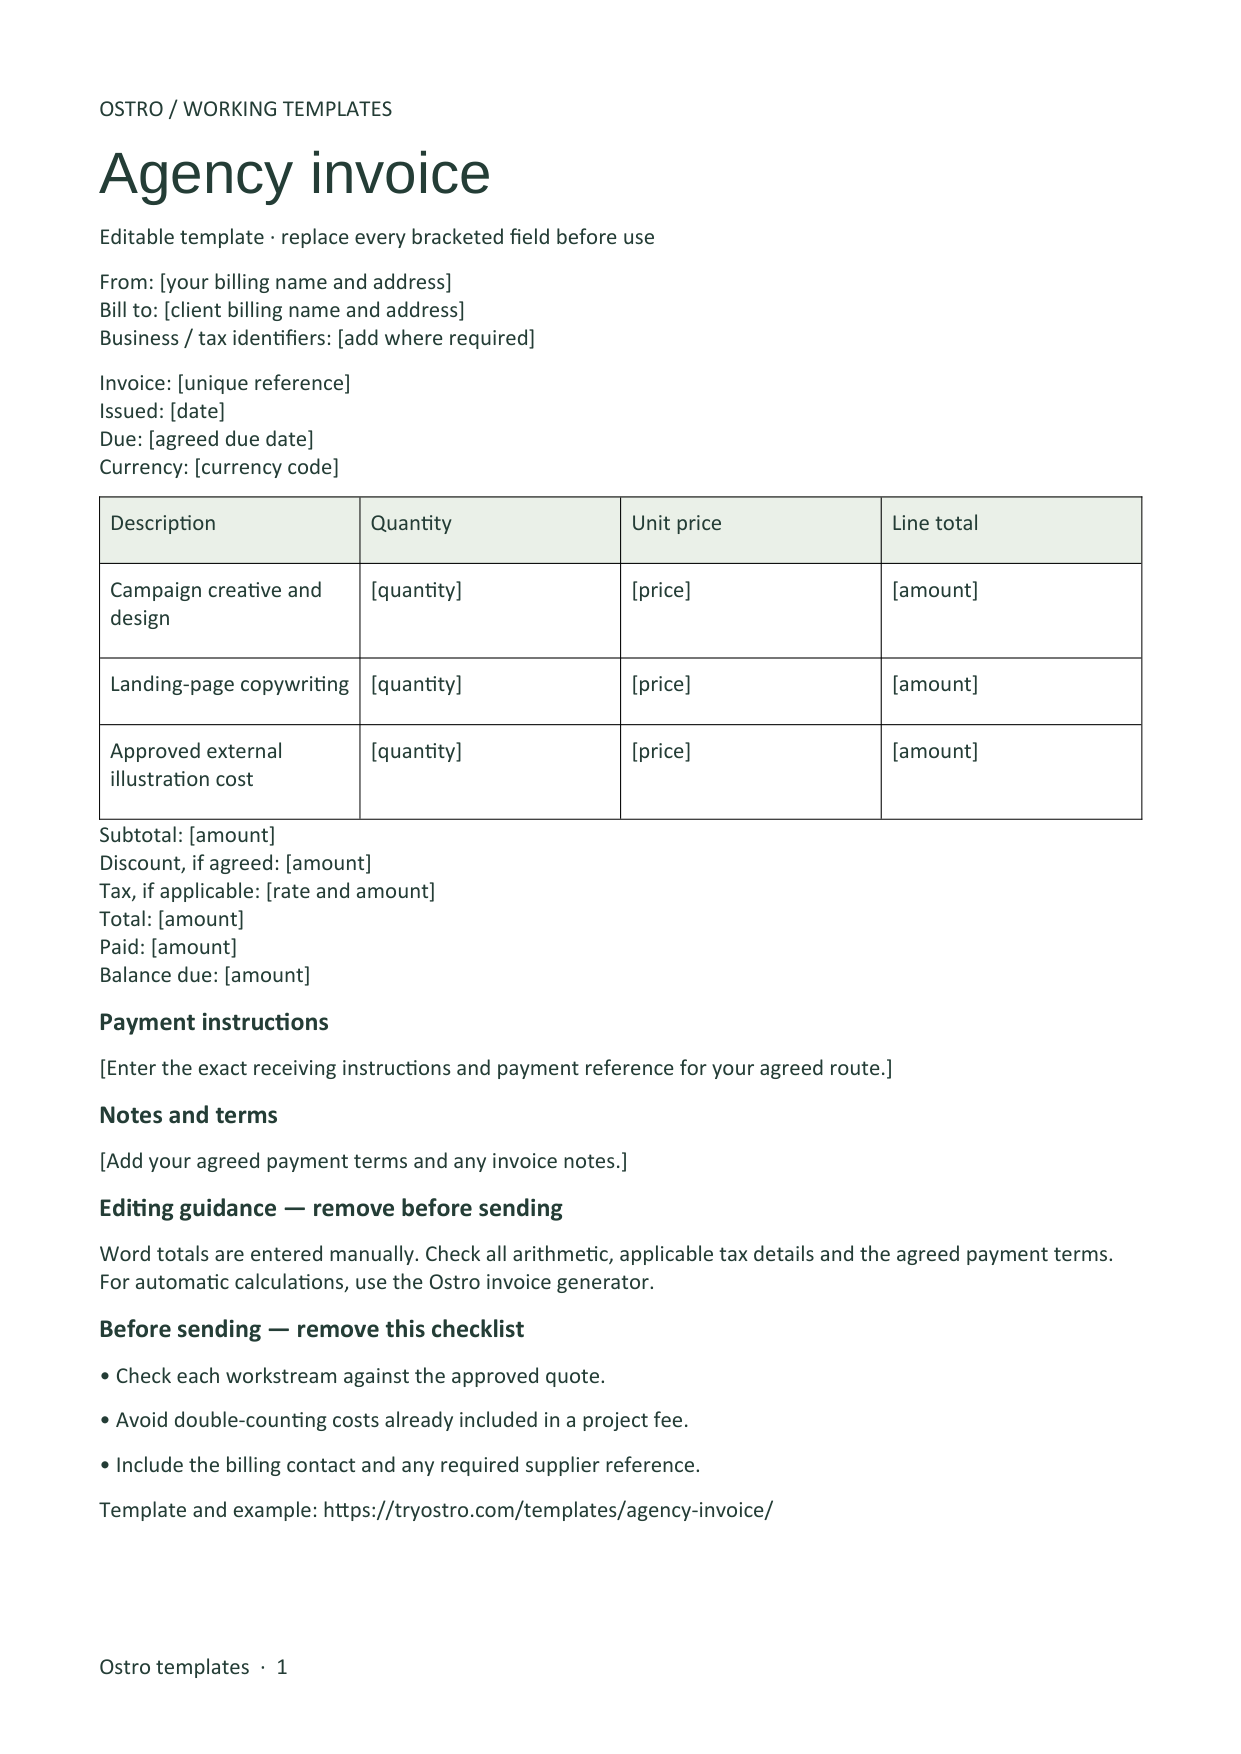 OSTRO / WORKING TEMPLATES
Agency invoice
Editable template · replace every bracketed field before use
From: [your billing name and address]
Bill to: [client billing name and address]
Business / tax identifiers: [add where required]
Invoice: [unique reference]
Issued: [date]
Due: [agreed due date]
Currency: [currency code]
Description Quantity Unit price Line total
Campaign creative and [quantity] [price] [amount]
design
Landing-page copywriting [quantity] [price] [amount]
Approved external [quantity] [price] [amount]
illustration cost
Subtotal: [amount]
Discount, if agreed: [amount]
Tax, if applicable: [rate and amount]
Total: [amount]
Paid: [amount]
Balance due: [amount]
Payment instructions
[Enter the exact receiving instructions and payment reference for your agreed route.]
Notes and terms
[Add your agreed payment terms and any invoice notes.]
Editing guidance — remove before sending
Word totals are entered manually. Check all arithmetic, applicable tax details and the agreed payment terms.
For automatic calculations, use the Ostro invoice generator.
Before sending — remove this checklist
• Check each workstream against the approved quote.
• Avoid double-counting costs already included in a project fee.
• Include the billing contact and any required supplier reference.
Template and example: https://tryostro.com/templates/agency-invoice/
Ostro templates · 1